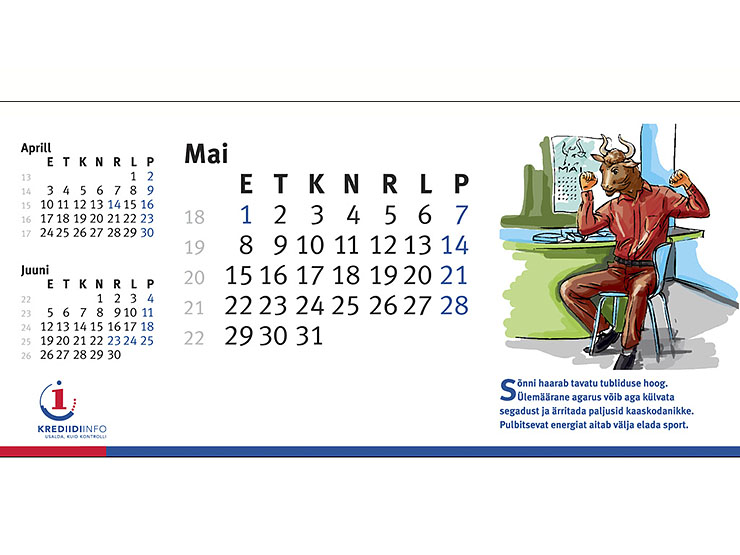 Aprill
E T K N R L P
13 1 2
14 3 4 5 6 7 8 9
15 10 11 12 13 14 15 16
16 17 18 19 20 21 22 23
17 24 25 26 27 28 29 30
Juuni
E T K N R L P
22 1 2 3 4
23 5 6 7 8 9 10 11
24 12 13 14 15 16 17 18
25 19 20 21 22 23 24 25
26 26 27 28 29 30
Mai
E T K N R L P
18 1 2 3 4 5 6 7
19 8 9 10 11 12 13 14
20 15 16 17 18 19 20 21
21 22 23 24 25 26 27 28
22 29 30 31
MAI
Sõnni haarab tavatu tubliduse hoog.
Ülemäärane agarus võib aga külvata
segadust ja ärritada paljusid kaaskodanikke.
Pulbitsevat energiat aitab välja elada sport.
i
KREDIIDIINFO
USALDA, KUID KONTROLLI